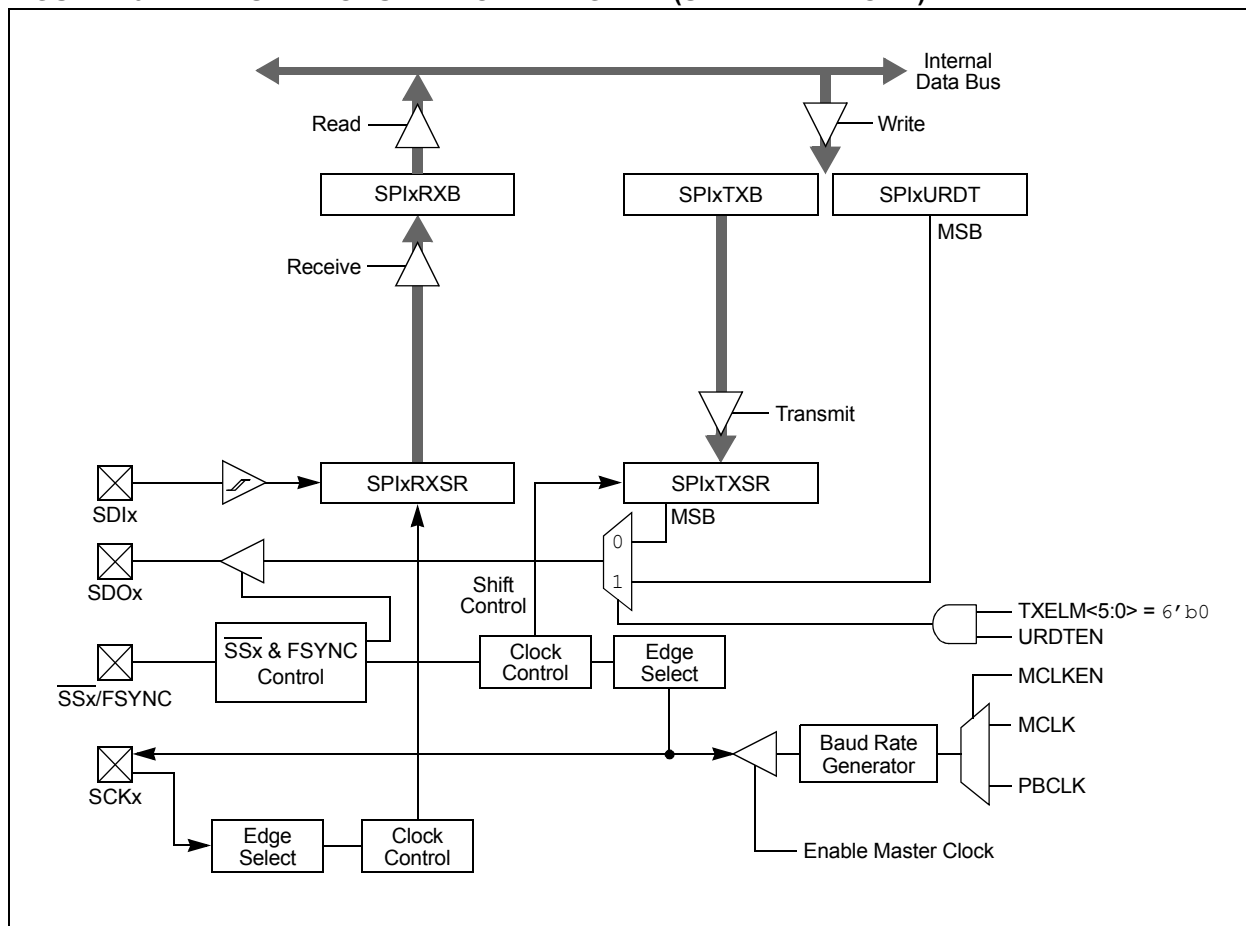 Internal
Data Bus
Read
Write
SPIxRXB
SPIxTXB
SPIxURDT
MSB
Receive
Transmit
SPIxRXSR
SPIxTXSR
SDIx
MSB
0
1
SDOx
Shift
Control
TXELM<5:0> = 6'b0
URDTEN
SSx & FSYNC
Control
Clock
Control
Edge
Select
SSx/FSYNC
MCLKEN
MCLK
Baud Rate
Generator
PBCLK
SCKx
Edge
Select
Clock
Control
Enable Master Clock